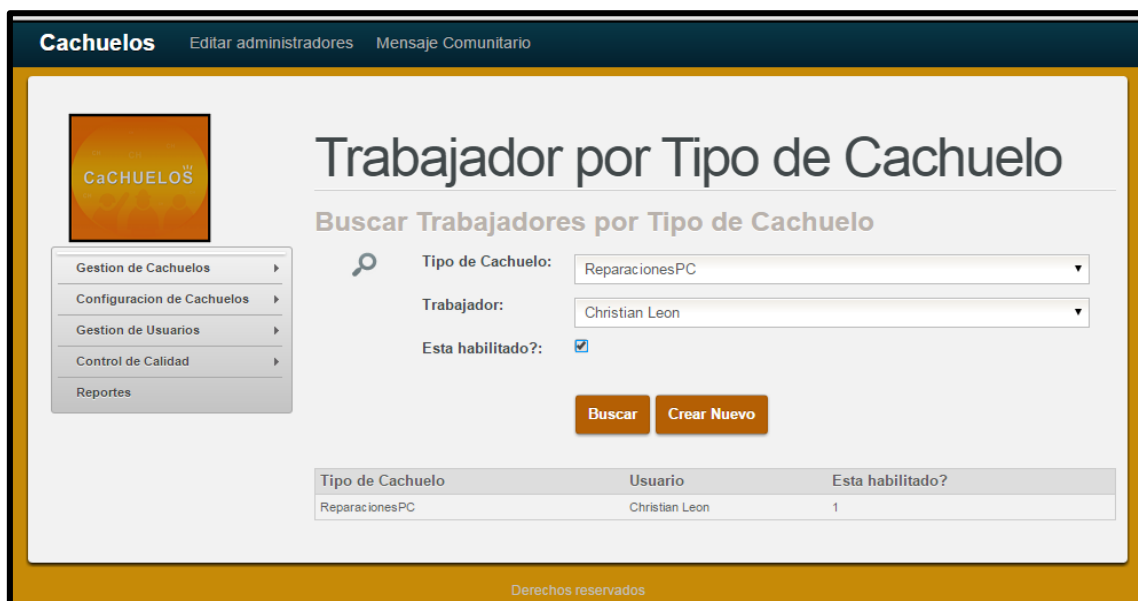 Cachuelos Editar administradores Mensaje Comunitario
CaCHUELOS
Trabajador por Tipo de Cachuelo
Buscar Trabajadores por Tipo de Cachuelo
Gestion de Cachuelos
Configuracion de Cachuelos
Gestion de Usuarios
Control de Calidad
Reportes
Tipo de Cachuelo: ReparacionesPC
Trabajador: Christian Leon
Esta habilitado?:
Buscar Crear Nuevo
Tipo de Cachuelo Usuario Esta habilitado?
ReparacionesPC Christian Leon 1
Derechos reservados